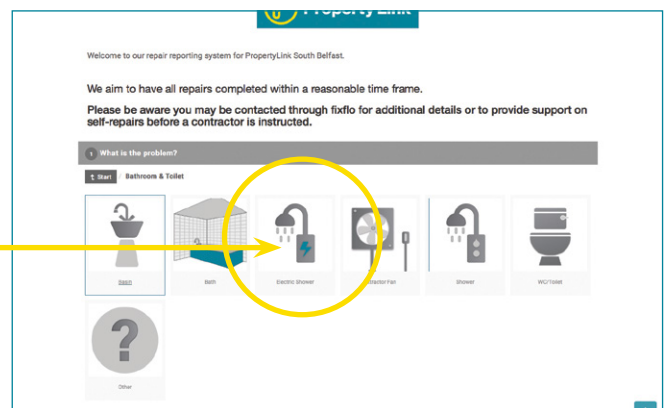 PropertyLink
Welcome to our repair reporting system for PropertyLink South Belfast.
We aim to have all repairs completed within a reasonable time frame.
Please be aware you may be contacted through fixflo for additional details or to provide support on
self-repairs before a contractor is instructed.
1 What is the problem?
Start / Bathroom & Toilet
Basin Bath Electric Shower Extractor Fan Shower WC/Toilet
?
Other